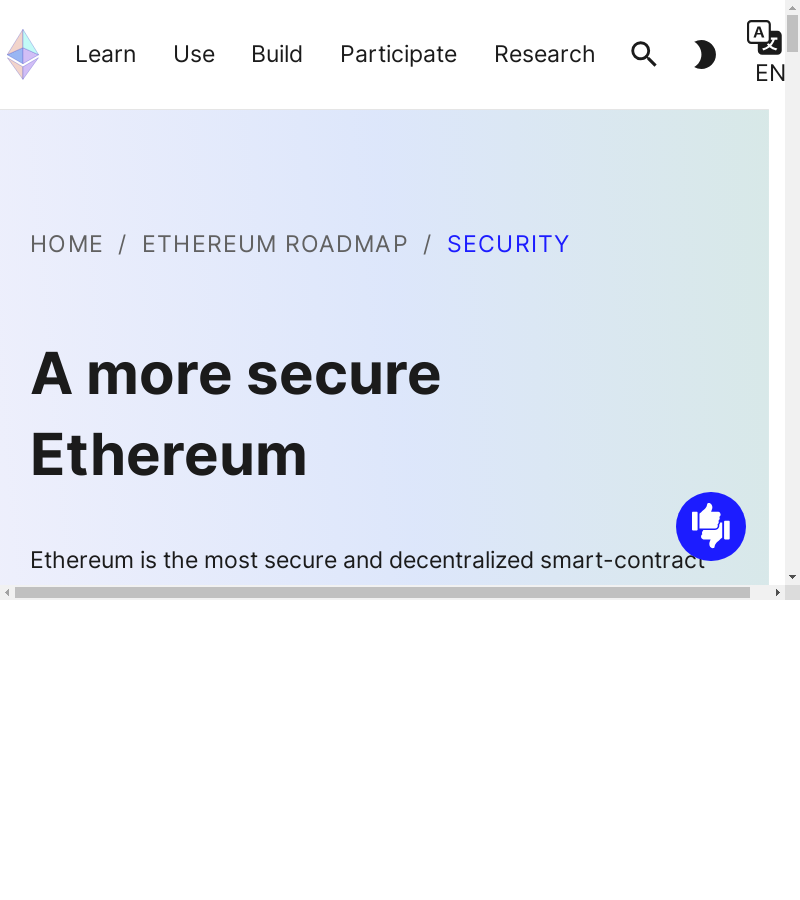 Learn Use Build Participate Research
A
EN
HOME / ETHEREUM ROADMAP / SECURITY
A more secure
Ethereum
Ethereum is the most secure and decentralized smart-contract